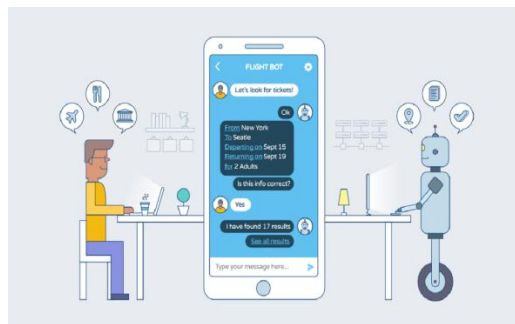 FLIGHT BOT
Let's look for tickets!
Ok
From New York
To Seatle
Departing on Sept 15
Returning on Sept 19
for 2 Adults
Is this info correct?
Yes
I have found 17 results
See all results
Type your message here...